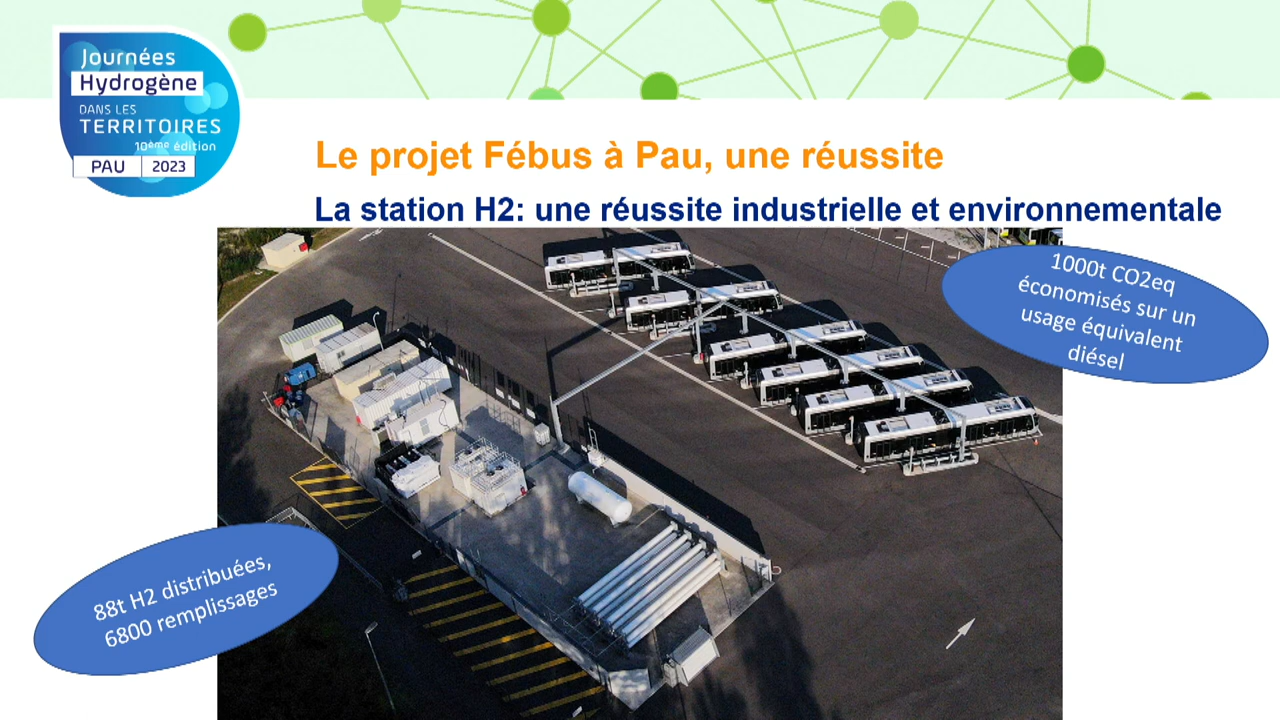 Journées
Hydrogène
DANS LES
TERRITOIRES
10ème édition
PAU 2023
Le projet Fébus à Pau, une réussite
La station H2: une réussite industrielle et environnementale
1000t CO2eq
économisés sur un
usage équivalent
diésel
88t H2 distribuées,
6800 remplissages